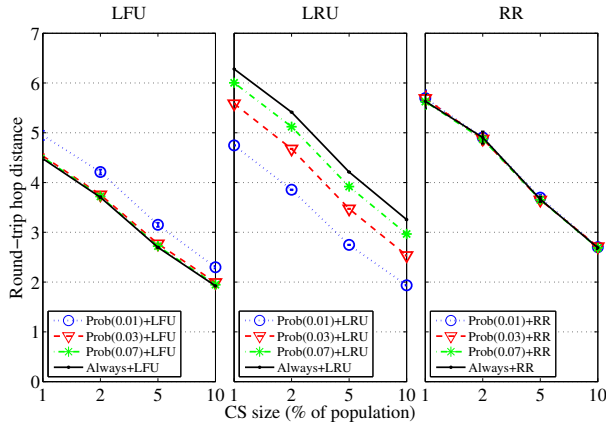 LFU LRU RR
Round−trip hop distance
7
6
5
4
3
2
1
0
Prob(0.01)+LFU
Prob(0.03)+LFU
Prob(0.07)+LFU
Always+LFU
Prob(0.01)+LRU
Prob(0.03)+LRU
Prob(0.07)+LRU
Always+LRU
Prob(0.01)+RR
Prob(0.03)+RR
Prob(0.07)+RR
Always+RR
1 2 5 10 1 2 5 10 1 2 5 10
CS size (% of population)